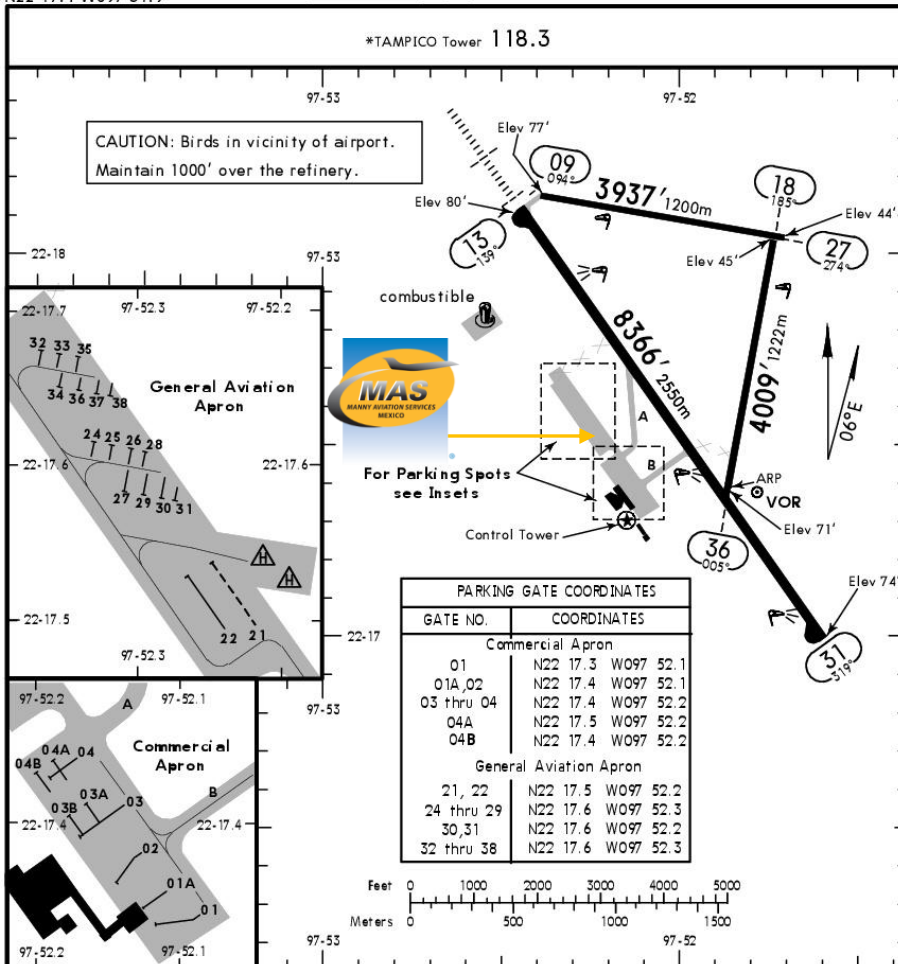 *TAMPICO Tower 118.3
97-53
97-52
CAUTION: Birds in vicinity of airport.
Maintain 1000' over the refinery.
Elev 77'
09
094°
3937' 1200m
18
185°
Elev 80'
Elev 44'
13
139°
27
274°
Elev 45'
22-18
97-53
22-17.7
97-52.3
97-52.2
combustible
8366' 2550m
4009' 1222m
06°E
32 33 35
34 36 37 38
General Aviation
Apron
MAS
MANNY AVIATION SERVICES
MEXICO
A
24 25 26 28
22-17.6
22-17.6
27 29 30 31
For Parking Spots
see Insets
B
ARP
VOR
Elev 71'
Control Tower
36
005°
H
H
Elev 74'
22-17.5
22 21
97-52.3
22-17
31
319°
PARKING GATE COORDINATES
GATE NO. COORDINATES
Commercial Apron
01 N22 17.3 W097 52.1
01A,02 N22 17.4 W097 52.1
03 thru 04 N22 17.4 W097 52.2
04A N22 17.5 W097 52.2
04B N22 17.4 W097 52.2
General Aviation Apron
21, 22 N22 17.5 W097 52.2
24 thru 29 N22 17.6 W097 52.3
30,31 N22 17.6 W097 52.2
32 thru 38 N22 17.6 W097 52.3
97-52.2
97-52.1
97-53
A
Commercial
Apron
04A 04
04B
03A 03
03B
B
22-17.4
22-17.4
02
01A
01
97-52.2
97-52.1
Feet 0 1000 2000 3000 4000 5000
Meters 0 500 1000 1500
97-53
97-52